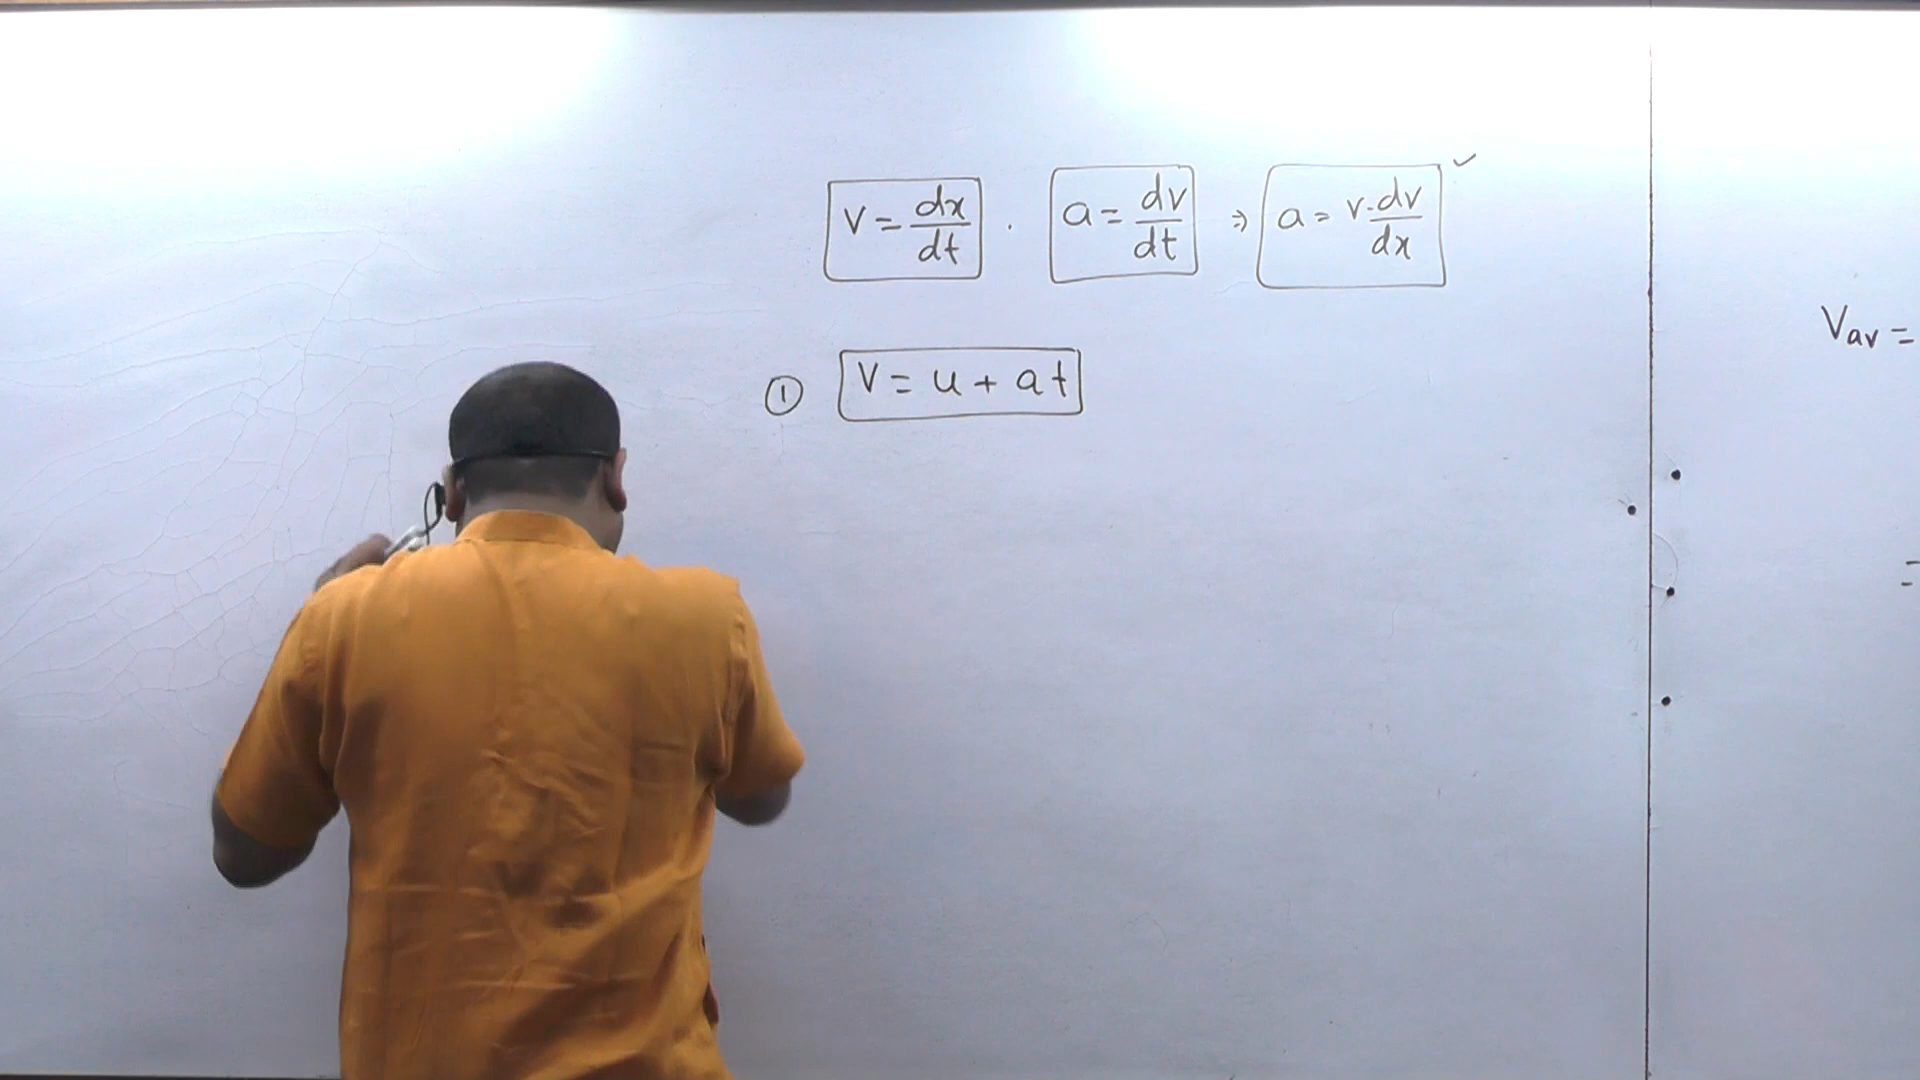 v = dx/dt . a = dv/dt ⇒ a = v·dv/dx ✓
Vav =
① V = u + at
=